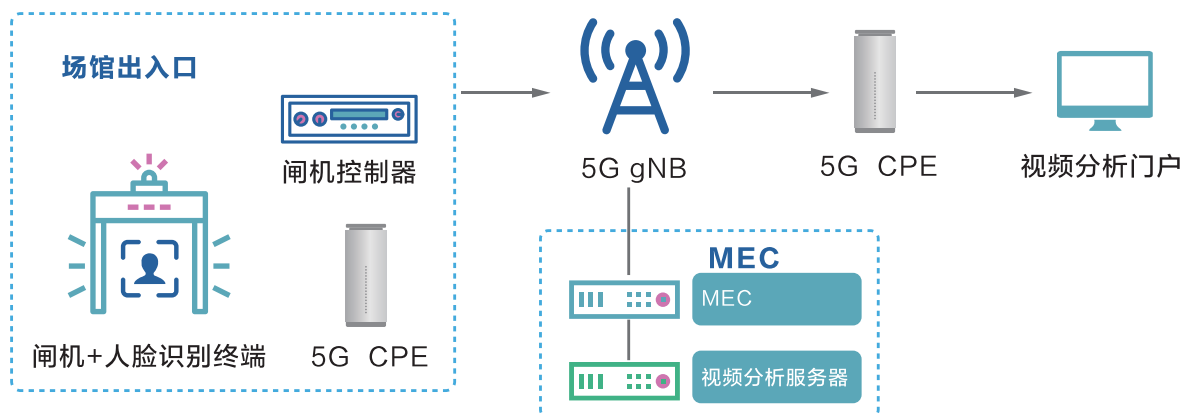 场馆出入口
闸机控制器
闸机+人脸识别终端
5G CPE
5G gNB
5G CPE
视频分析门户
MEC
MEC
视频分析服务器